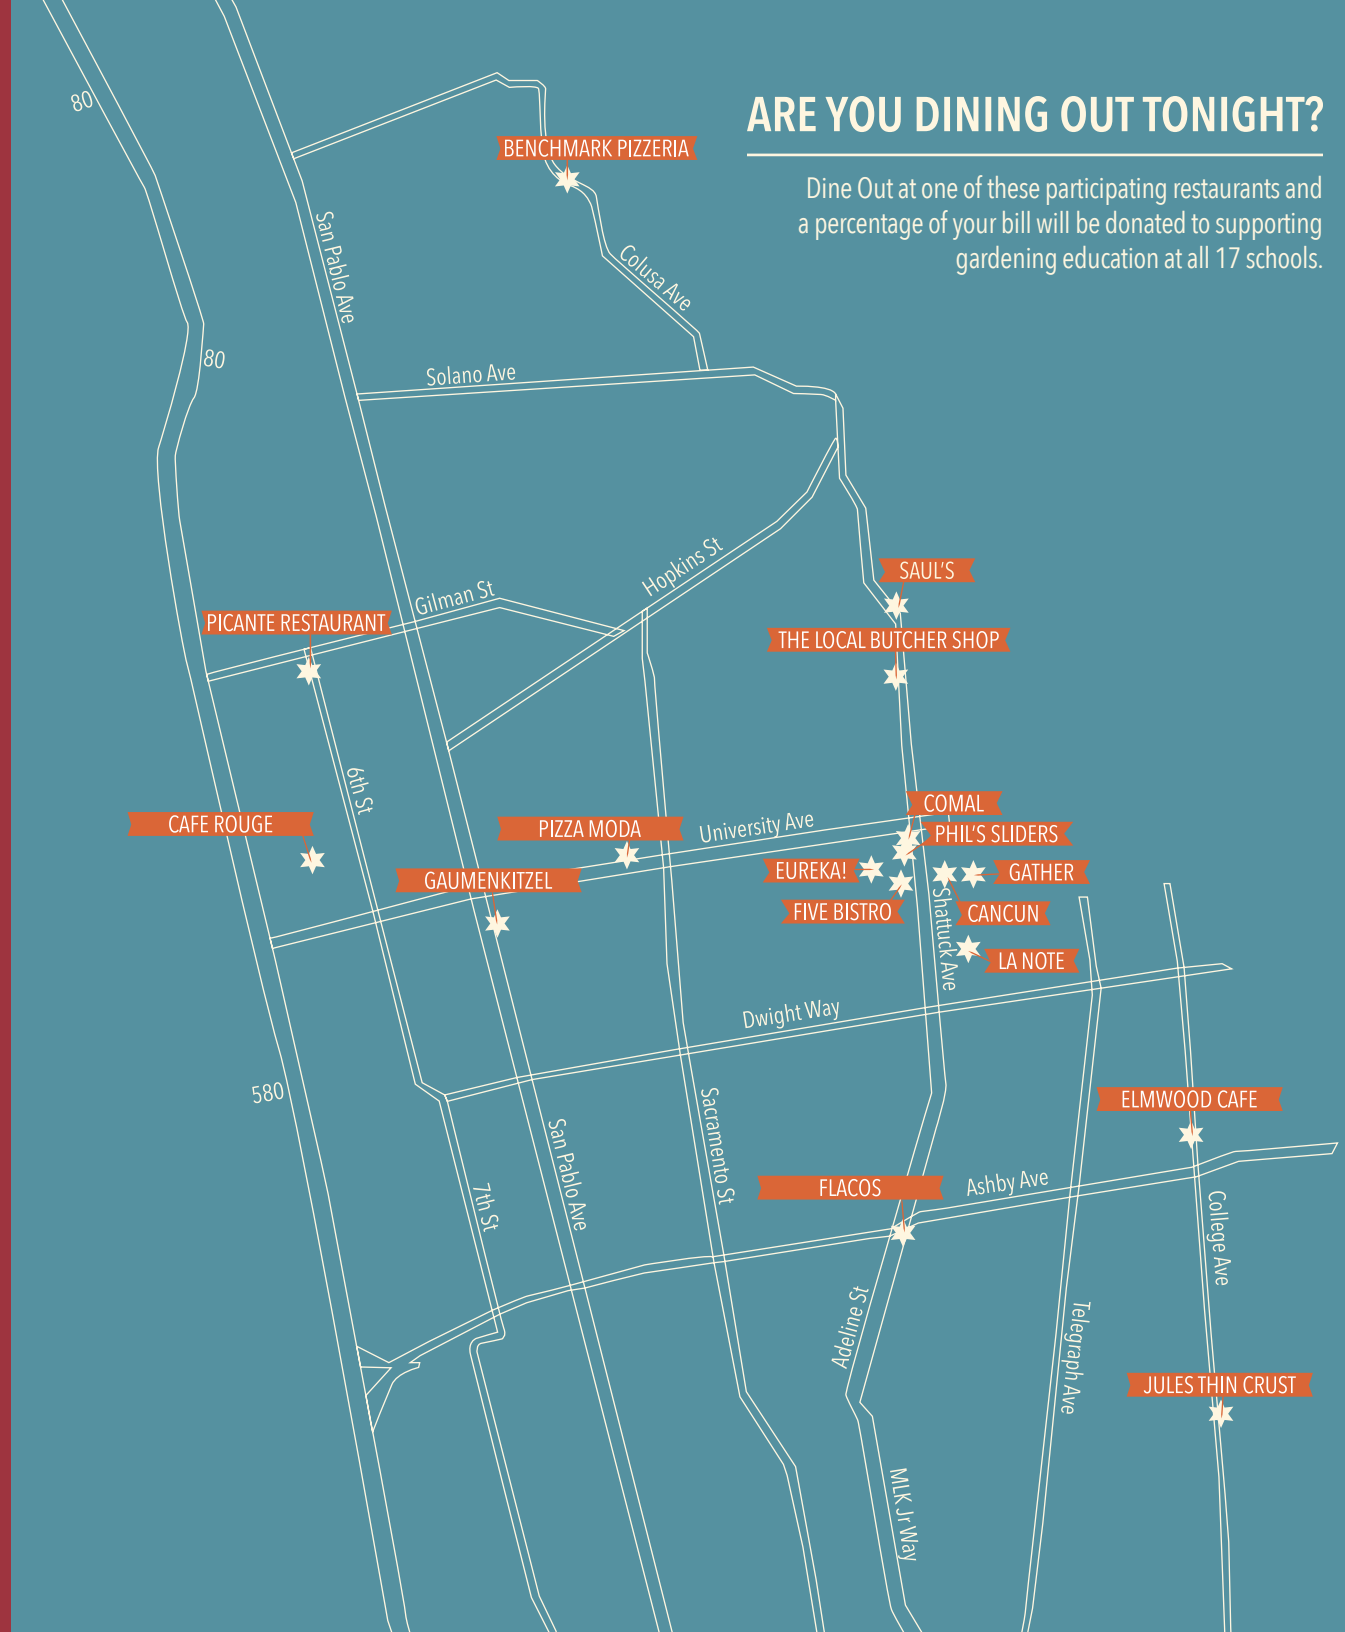 80
ARE YOU DINING OUT TONIGHT?
BENCHMARK PIZZERIA
Dine Out at one of these participating restaurants and
a percentage of your bill will be donated to supporting
gardening education at all 17 schools.
San Pablo Ave
Colusa Ave
80
Solano Ave
Hopkins St
SAUL'S
Gilman St
PICANTE RESTAURANT
THE LOCAL BUTCHER SHOP
6th St
COMAL
CAFE ROUGE
PIZZA MODA
University Ave
PHIL'S SLIDERS
EUREKA!
GATHER
GAUMENKITZEL
FIVE BISTRO
CANCUN
Shattuck Ave
LA NOTE
Dwight Way
580
ELMWOOD CAFE
Sacramento St
San Pablo Ave
FLACOS
Ashby Ave
7th St
College Ave
Adeline St
Telegraph Ave
JULES THIN CRUST
MLK Jr Way